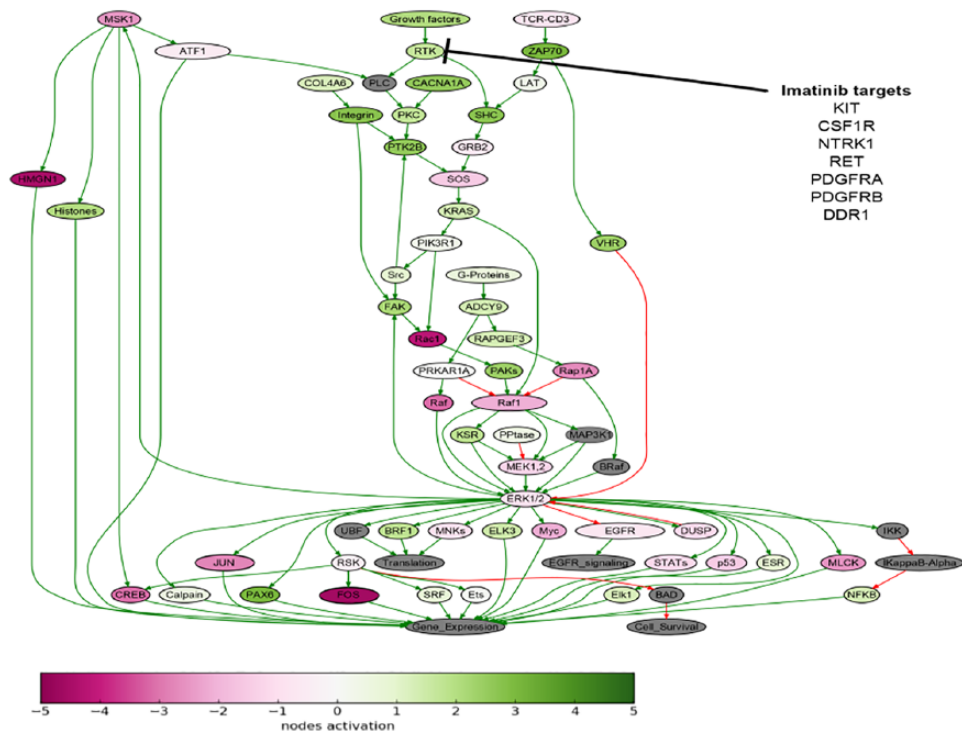 MSK1
Growth factors
TCR-CD3
ATF1
RTK
ZAP70
COL4A6
PLC
CACNA1A
LAT
Imatinib targets
KIT
CSF1R
NTRK1
RET
PDGFRA
PDGFRB
DDR1
Integrin
PKC
SHC
PTK2B
GRB2
HMGN1
SOS
Histones
KRAS
PIK3R1
VHR
Src
G-Proteins
FAK
ADCY9
Rac1
RAPGEF3
PRKAR1A
PAKs
Rap1A
Raf
Raf1
KSR
PPtase
MAP3K1
MEK1,2
BRaf
ERK1/2
UBF
BRF1
MNKs
ELK3
Myc
EGFR
DUSP
IKK
JUN
RSK
Translation
EGFR_signaling
STATs
p53
ESR
MLCK
IKappaB-Alpha
CREB
Calpain
PAX6
FOS
SRF
Ets
Elk1
BAD
NFKB
Gene_Expression
Cell_Survival
−5 −4 −3 −2 −1 0 1 2 3 4 5
nodes activation